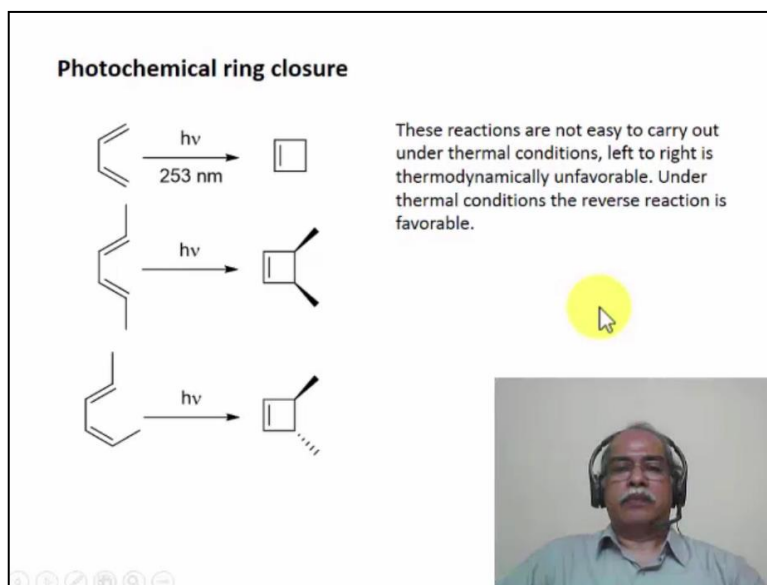 Photochemical ring closure
hν
253 nm
These reactions are not easy to carry out
under thermal conditions, left to right is
thermodynamically unfavorable. Under
thermal conditions the reverse reaction is
favorable.
hν
hν